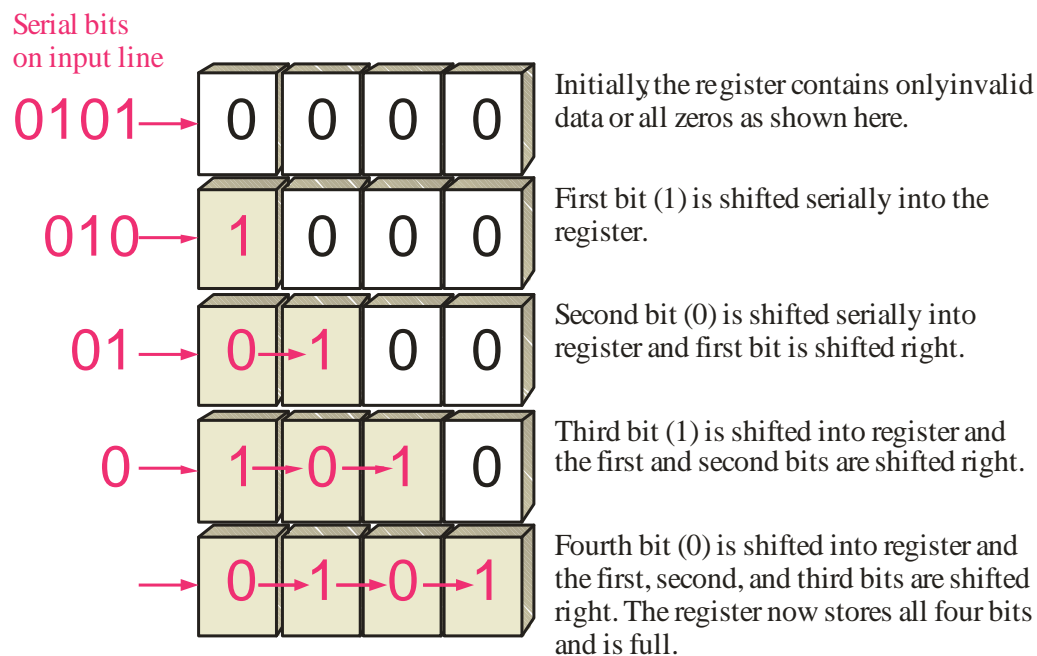 Serial bits
on input line
0101 0 0 0 0
Initially, the register contains onlyinvalid
data or all zeros as shown here.
010 1 0 0 0
First bit (1) is shifted serially into the
register.
01 0 1 0 0
Second bit (0) is shifted serially into
register and first bit is shifted right.
0 1 0 1 0
Third bit (1) is shifted into register and
the first and second bits are shifted right.
0 1 0 1
Fourth bit (0) is shifted into register and
the first, second, and third bits are shifted
right. The register now stores all four bits
and is full.